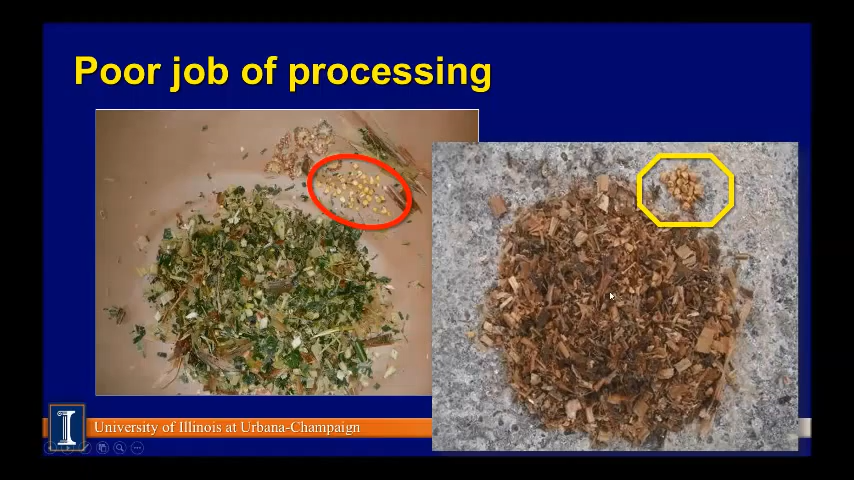 Poor job of processing
I
University of Illinois at Urbana-Champaign